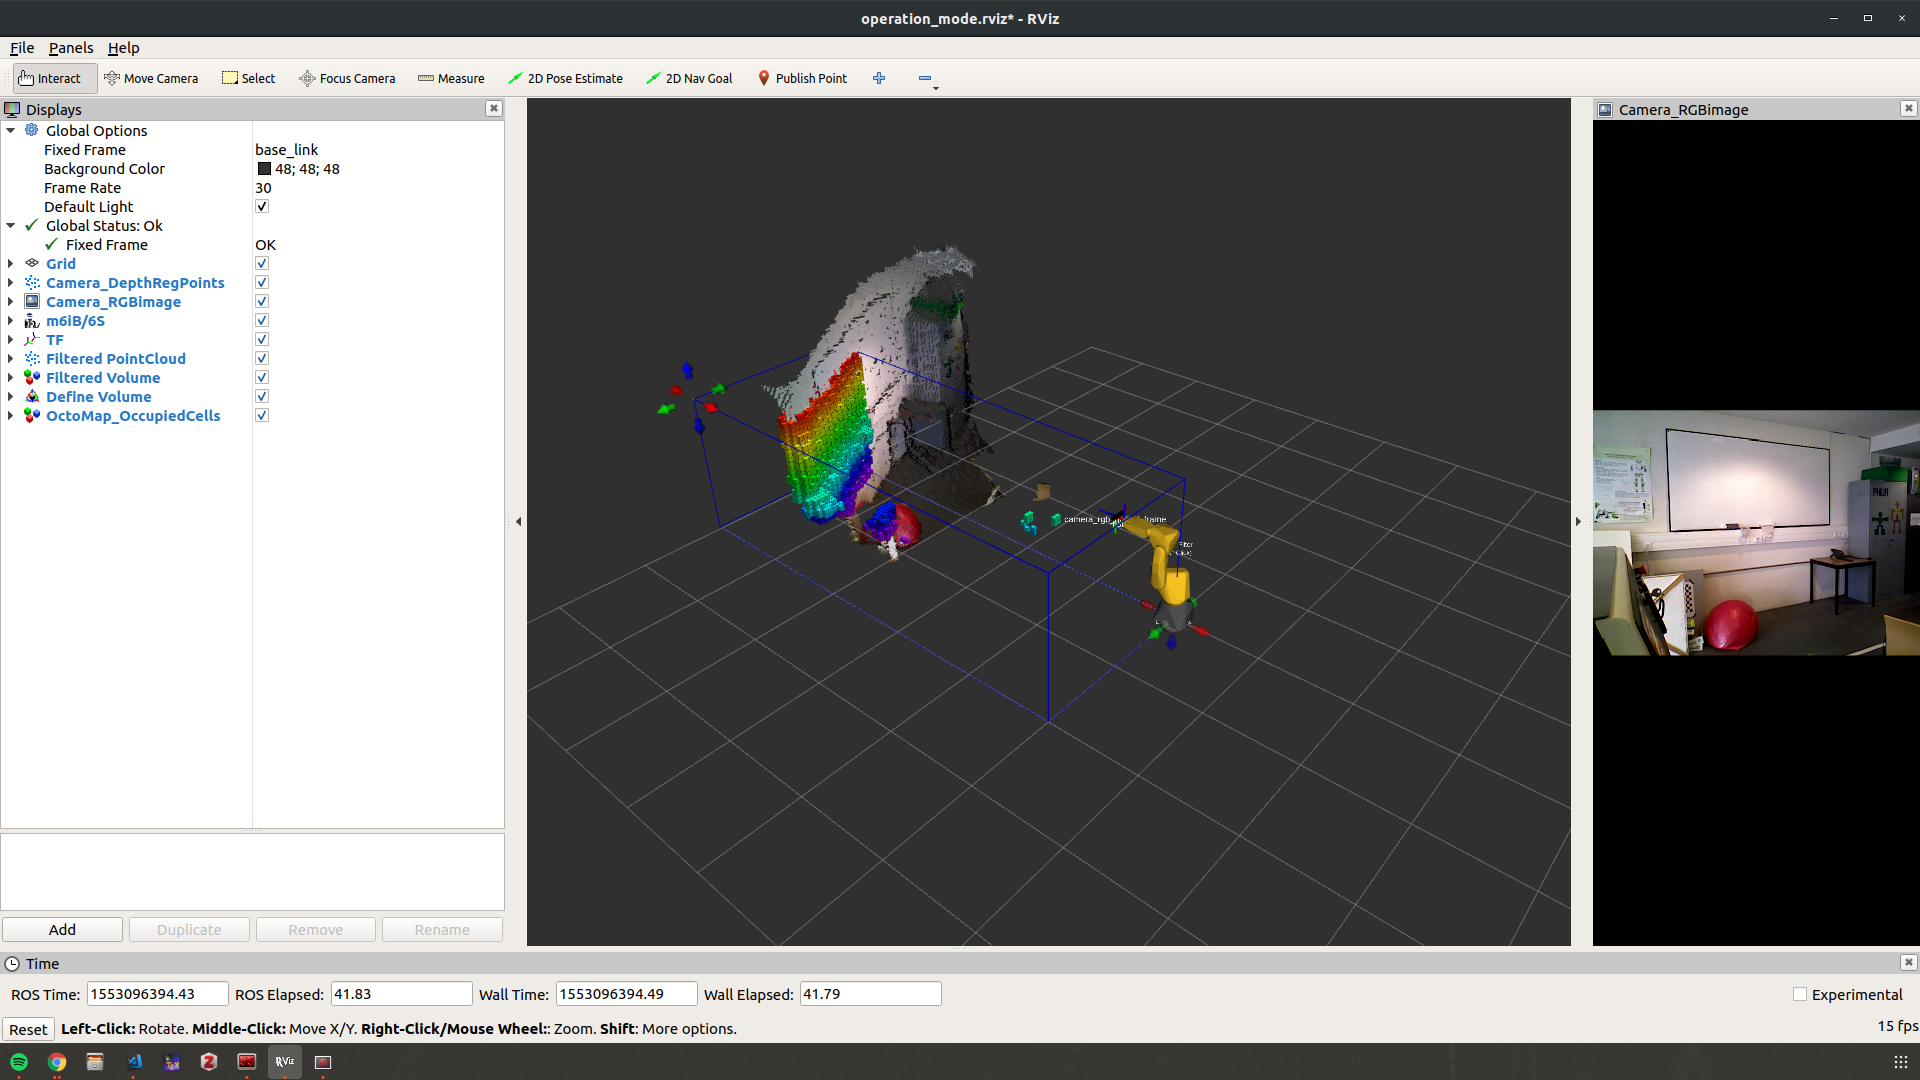 operation_mode.rviz* - RViz
File Panels Help
Interact Move Camera Select Focus Camera Measure 2D Pose Estimate 2D Nav Goal Publish Point
Displays
Global Options
Fixed Frame base_link
Background Color 48; 48; 48
Frame Rate 30
Default Light
Global Status: Ok
Fixed Frame OK
Grid
Camera_DepthRegPoints
Camera_RGBimage
m6iB/6S
TF
Filtered PointCloud
Filtered Volume
Define Volume
OctoMap_OccupiedCells
Add Duplicate Remove Rename
camera_rgb frame
Filter
Click)
Camera_RGBimage
Time
ROS Time: 1553096394.43 ROS Elapsed: 41.83 Wall Time: 1553096394.49 Wall Elapsed: 41.79 Experimental
Reset Left-Click: Rotate. Middle-Click: Move X/Y. Right-Click/Mouse Wheel:: Zoom. Shift: More options. 15 fps
RViz